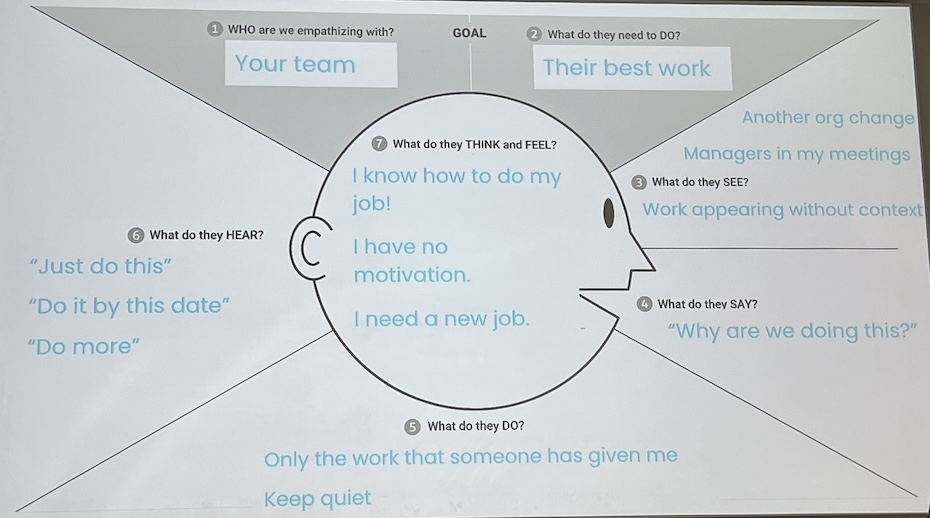 1 WHO are we empathizing with?
GOAL
2 What do they need to DO?
Your team
Their best work
Another org change
Managers in my meetings
3 What do they SEE?
Work appearing without context
4 What do they SAY?
“Why are we doing this?”
5 What do they DO?
Only the work that someone has given me
Keep quiet
6 What do they HEAR?
“Just do this”
“Do it by this date”
“Do more”
7 What do they THINK and FEEL?
I know how to do my
job!
I have no
motivation.
I need a new job.